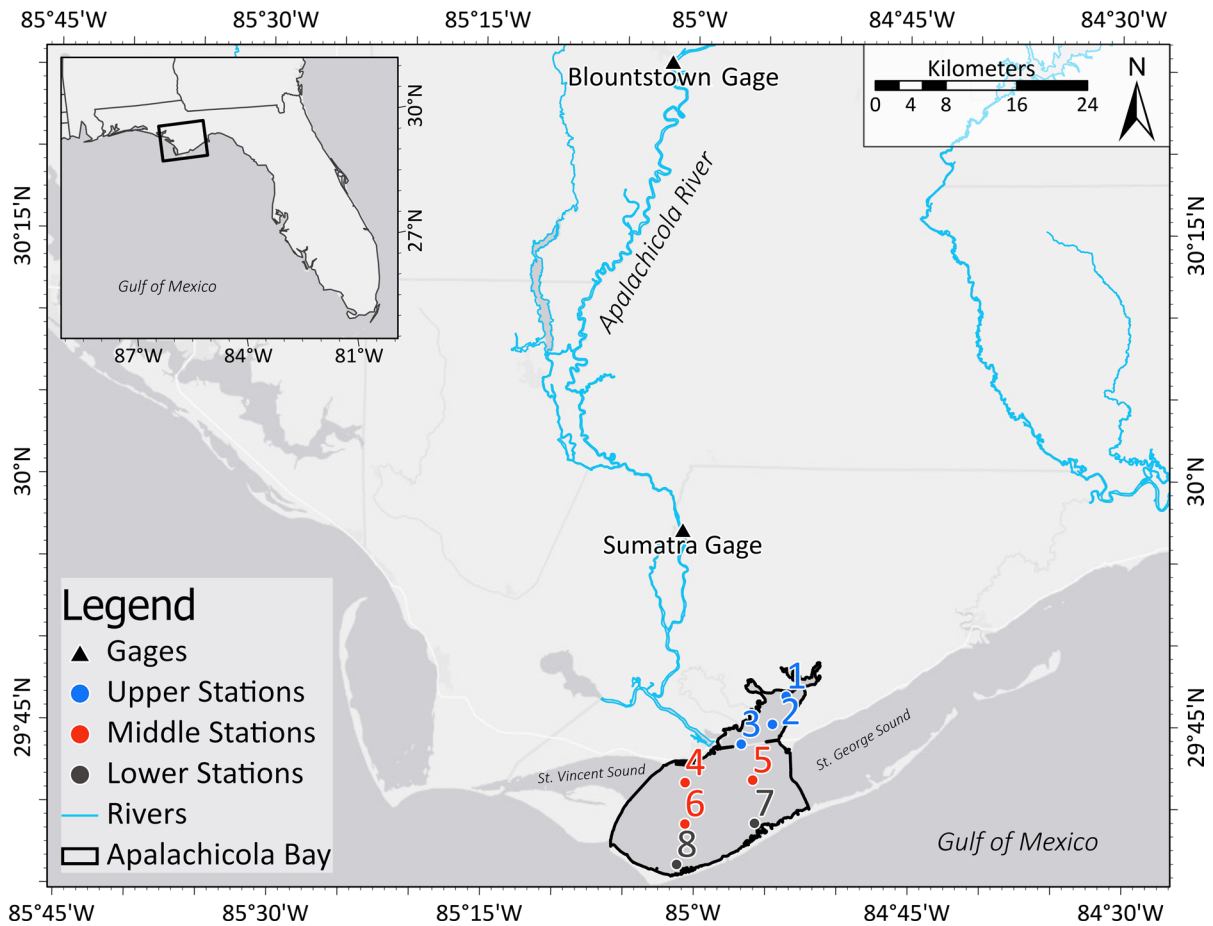 85°45'W 85°30'W 85°15'W 85°0'W 84°45'W 84°30'W
Blountstown Gage
Kilometers
0 4 8 16 24
N
30°N
27°N
Gulf of Mexico
87°W 84°W 81°W
Apalachicola River
30°15'N
30°15'N
30°N
30°N
Sumatra Gage
Legend
Gages
Upper Stations
Middle Stations
Lower Stations
Rivers
Apalachicola Bay
29°45'N
29°45'N
1
2
3
4
5
6
7
8
St. Vincent Sound
St. George Sound
Gulf of Mexico
85°45'W 85°30'W 85°15'W 85°0'W 84°45'W 84°30'W